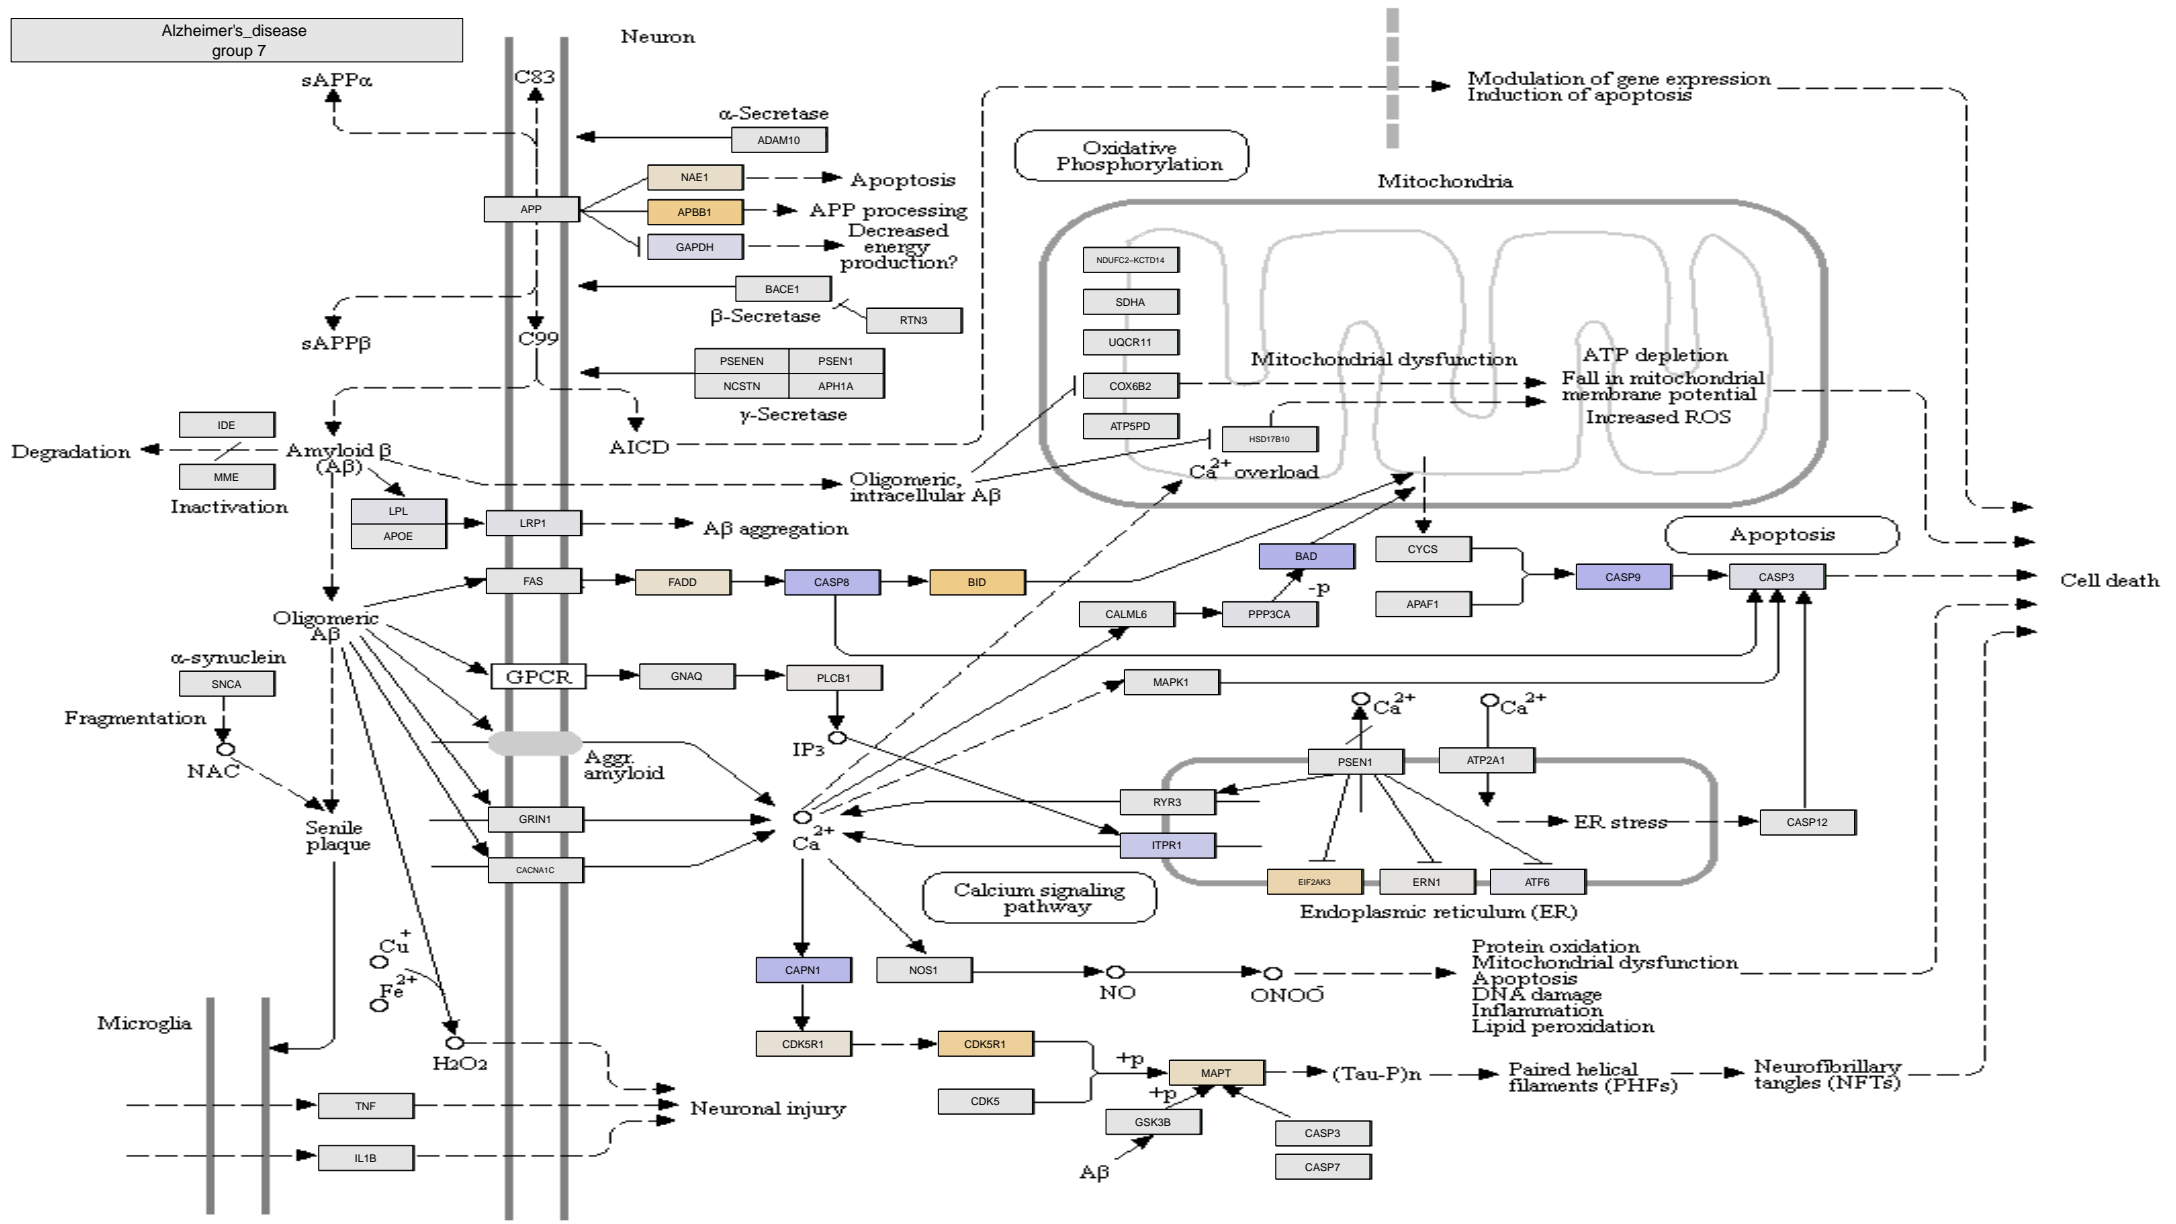 Alzheimer's_disease
group 7
Neuron
sAPPα
C83
Modulation of gene expression
Induction of apoptosis
α-Secretase
ADAM10
Oxidative
Phosphorylation
Mitochondria
NAE1
Apoptosis
APP
APBB1
APP processing
GAPDH
Decreased
energy
production?
BACE1
β-Secretase
RTN3
sAPPβ
C99
PSENEN
PSEN1
NCSTN
APH1A
γ-Secretase
NDUFC2-KCTD14
SDHA
UQCR11
COX6B2
ATP5PD
HSD17B10
Mitochondrial dysfunction
ATP depletion
Fall in mitochondrial
membrane potential
Increased ROS
Ca2+ overload
IDE
Degradation
MME
Inactivation
Amyloid β
(Aβ)
AICD
Oligomeric,
intracellular Aβ
LPL
APOE
LRP1
Aβ aggregation
Apoptosis
FAS
FADD
CASP8
BID
BAD
-p
CYCS
APAF1
CASP9
CASP3
Cell death
CALML6
PPP3CA
Oligomeric
Aβ
α-synuclein
SNCA
Fragmentation
NAC
GPCR
GNAQ
PLCB1
IP3
MAPK1
Ca2+
Ca2+
PSEN1
ATP2A1
Aggr.
amyloid
RYR3
ITPR1
ER stress
CASP12
Senile
plaque
GRIN1
CACNA1C
Ca2+
EIF2AK3
ERN1
ATF6
Endoplasmic reticulum (ER)
Calcium signaling
pathway
Cu+
Fe2+
H2O2
CAPN1
NOS1
NO
ONOO-
Protein oxidation
Mitochondrial dysfunction
Apoptosis
DNA damage
Inflammation
Lipid peroxidation
Microglia
CDK5R1
CDK5R1
CDK5
+p
MAPT
+p
(Tau-P)n
Paired helical
filaments (PHFs)
Neurofibrillary
tangles (NFTs)
GSK3B
Aβ
CASP3
CASP7
TNF
IL1B
Neuronal injury